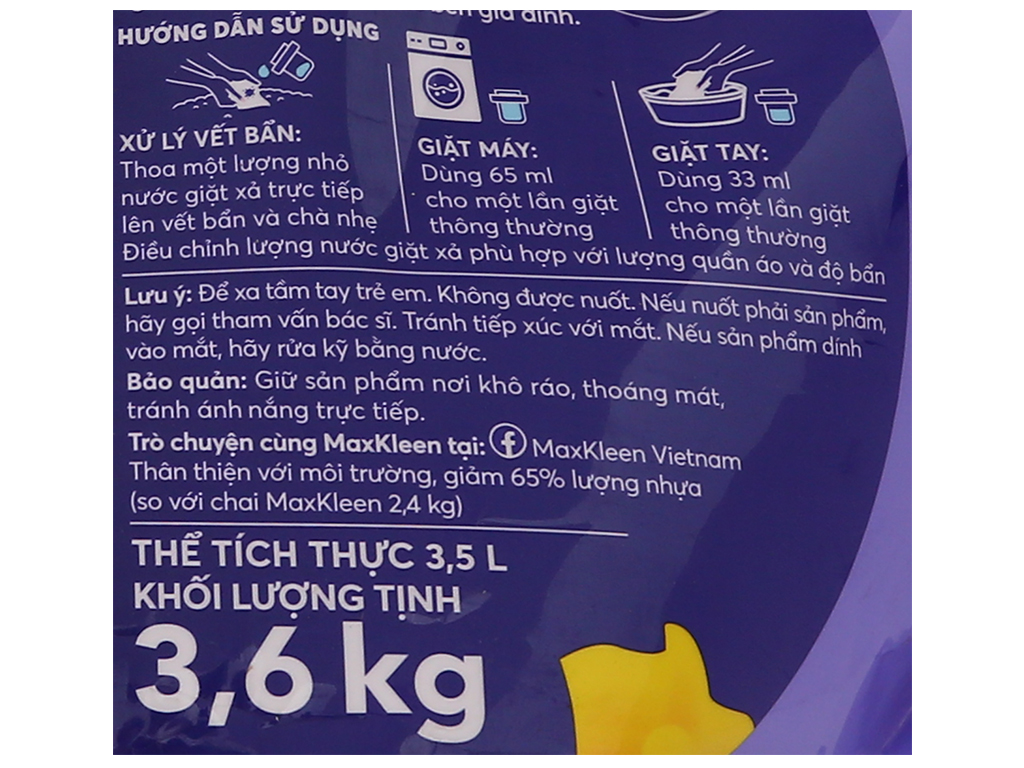 gia đình.
HƯỚNG DẪN SỬ DỤNG
XỬ LÝ VẾT BẨN:
Thoa một lượng nhỏ
nước giặt xả trực tiếp
lên vết bẩn và chà nhẹ
GIẶT MÁY:
Dùng 65 ml
cho một lần giặt
thông thường
GIẶT TAY:
Dùng 33 ml
cho một lần giặt
thông thường
Điều chỉnh lượng nước giặt xả phù hợp với lượng quần áo và độ bẩn
Lưu ý: Để xa tầm tay trẻ em. Không được nuốt. Nếu nuốt phải sản phẩm,
hãy gọi tham vấn bác sĩ. Tránh tiếp xúc với mắt. Nếu sản phẩm dính
vào mắt, hãy rửa kỹ bằng nước.
Bảo quản: Giữ sản phẩm nơi khô ráo, thoáng mát,
tránh ánh nắng trực tiếp.
Trò chuyện cùng MaxKleen tại: f MaxKleen Vietnam
Thân thiện với môi trường, giảm 65% lượng nhựa
(so với chai MaxKleen 2,4 kg)
THỂ TÍCH THỰC 3,5 L
KHỐI LƯỢNG TỊNH
3,6 kg